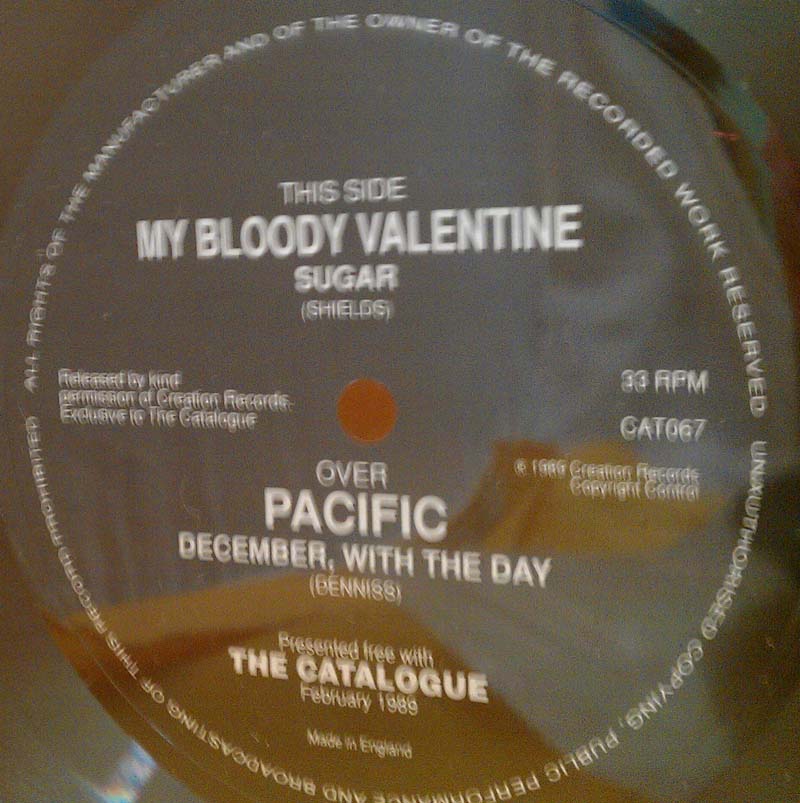 ALL RIGHTS OF THE MANUFACTURER AND OF THE OWNER OF THE RECORDED WORK RESERVED
UNAUTHORISED COPYING, PUBLIC PERFORMANCE AND BROADCASTING OF THIS RECORD PROHIBITED
THIS SIDE
MY BLOODY VALENTINE
SUGAR
(SHIELDS)
Released by kind
permission of Creation Records.
Exclusive to The Catalogue
33 RPM
CAT067
© 1989 Creation Records
Copyright Control
OVER
PACIFIC
DECEMBER, WITH THE DAY
(DENNISS)
Presented free with
THE CATALOGUE
February 1989
Made in England